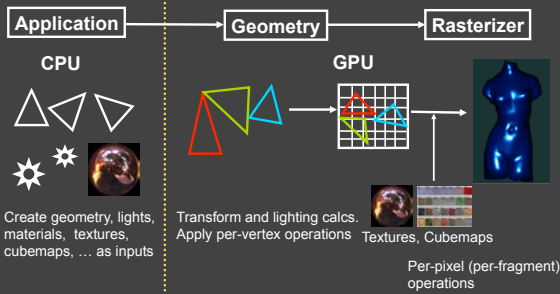 Application
Geometry
Rasterizer
CPU
GPU
Create geometry, lights,
materials, textures,
cubemaps, … as inputs
Transform and lighting calcs.
Apply per-vertex operations
Textures, Cubemaps
Per-pixel (per-fragment)
operations